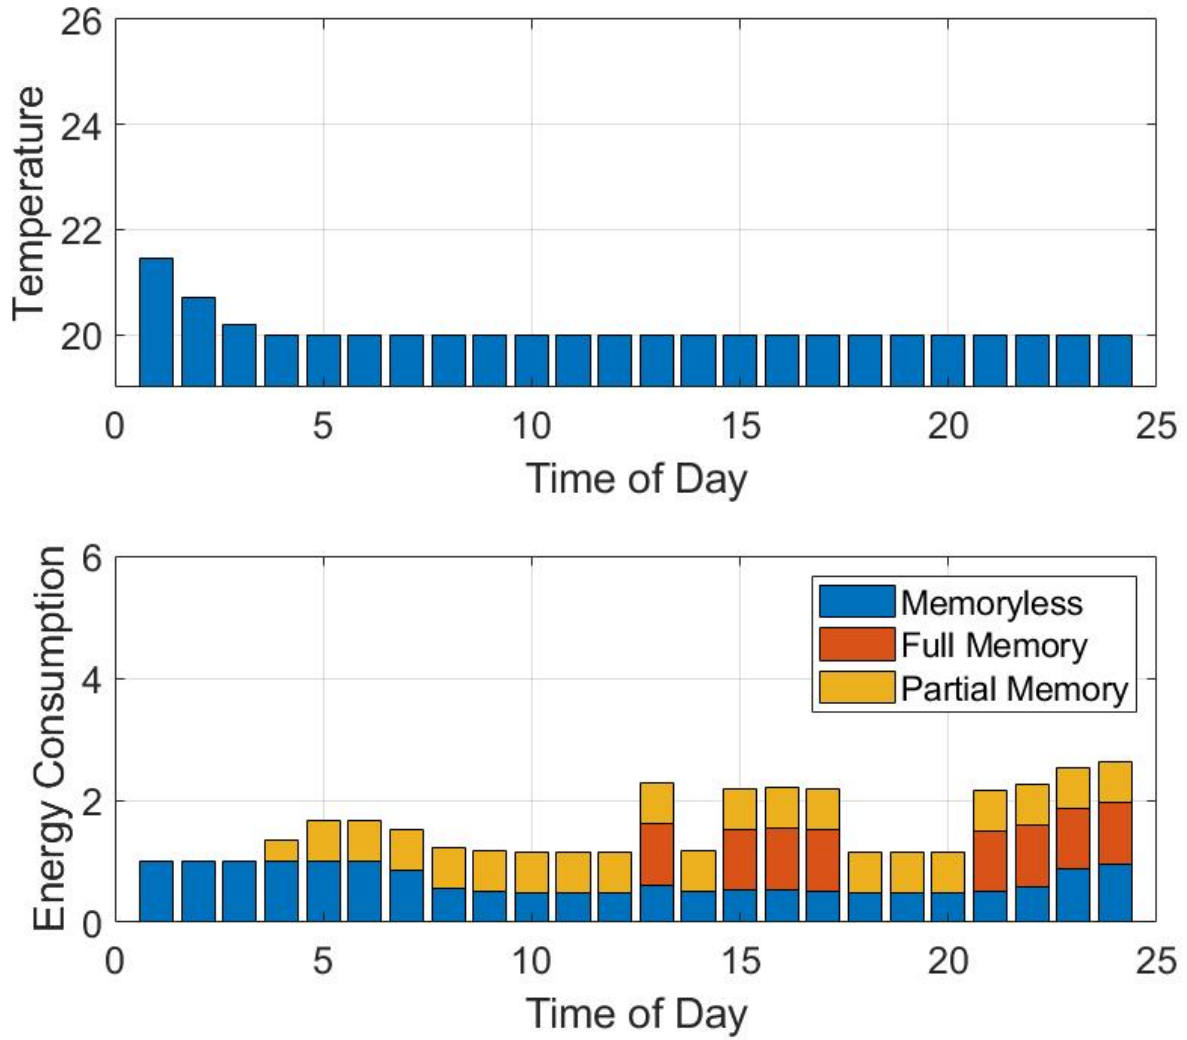 26
24
22
20
Temperature
0 5 10 15 20 25
Time of Day
6
4
2
0
Energy Consumption
Memoryless
Full Memory
Partial Memory
0 5 10 15 20 25
Time of Day